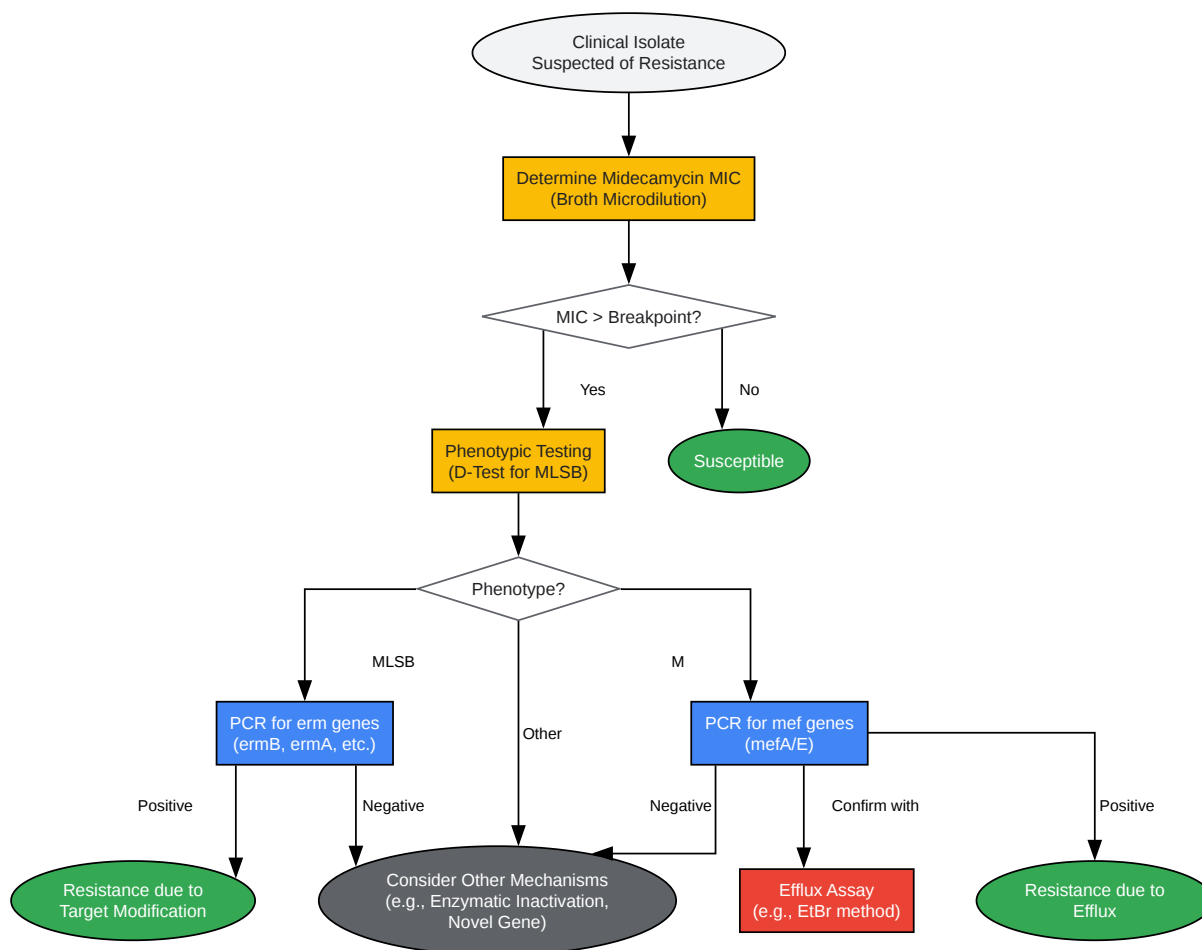 Clinical Isolate
Suspected of Resistance
Determine Midecamycin MIC
(Broth Microdilution)
MIC > Breakpoint?
Yes
No
Phenotypic Testing
(D-Test for MLSB)
Susceptible
Phenotype?
MLSB
M
PCR for erm genes
(ermB, ermA, etc.)
Other
PCR for mef genes
(mefA/E)
Positive
Negative
Negative
Confirm with
Positive
Resistance due to
Target Modification
Consider Other Mechanisms
(e.g., Enzymatic Inactivation,
Novel Gene)
Efflux Assay
(e.g., EtBr method)
Resistance due to
Efflux